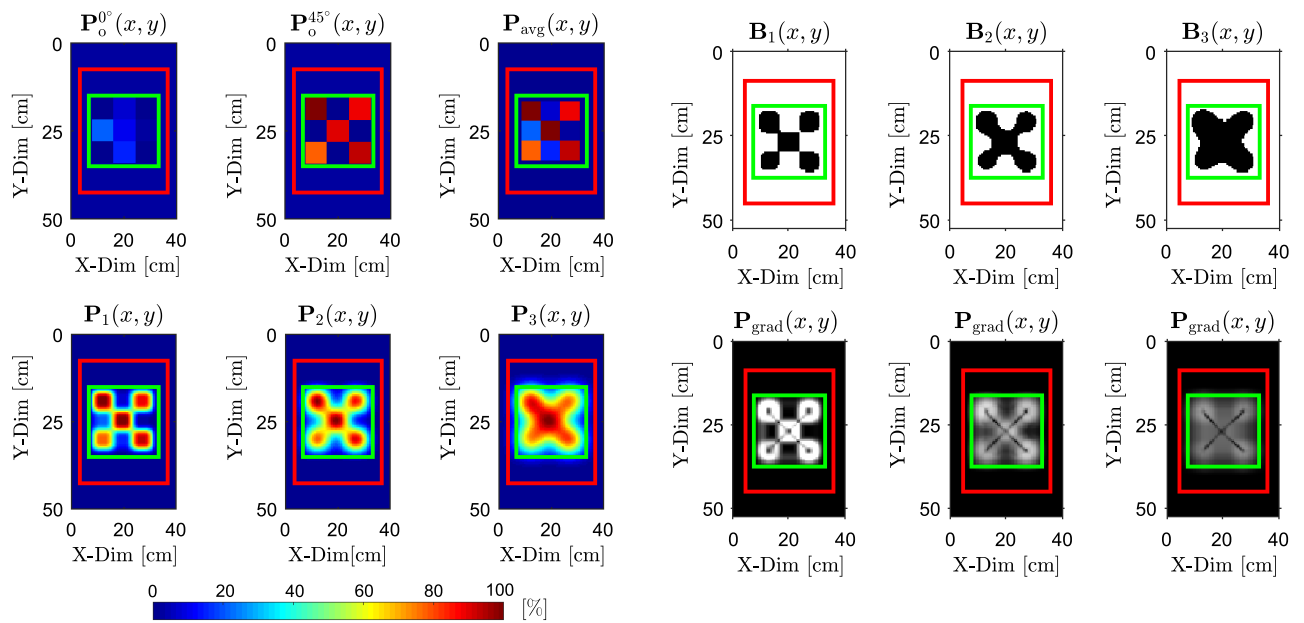 P_o^{0°}(x, y) P_o^{45°}(x, y) P_avg(x, y)
0 0 0
25 25 25
50 50 50
Y-Dim [cm] Y-Dim [cm] Y-Dim [cm]
0 20 40 0 20 40 0 20 40
X-Dim [cm] X-Dim [cm] X-Dim [cm]
P_1(x, y) P_2(x, y) P_3(x, y)
0 0 0
25 25 25
50 50 50
Y-Dim [cm] Y-Dim [cm] Y-Dim [cm]
0 20 40 0 20 40 0 20 40
X-Dim [cm] X-Dim[cm] X-Dim [cm]
0 20 40 60 80 100 [%]
B_1(x, y) B_2(x, y) B_3(x, y)
0 0 0
25 25 25
50 50 50
Y-Dim [cm] Y-Dim [cm] Y-Dim [cm]
0 20 40 0 20 40 0 20 40
X-Dim [cm] X-Dim [cm] X-Dim [cm]
P_grad(x, y) P_grad(x, y) P_grad(x, y)
0 0 0
25 25 25
50 50 50
Y-Dim [cm] Y-Dim [cm] Y-Dim [cm]
0 20 40 0 20 40 0 20 40
X-Dim [cm] X-Dim [cm] X-Dim [cm]